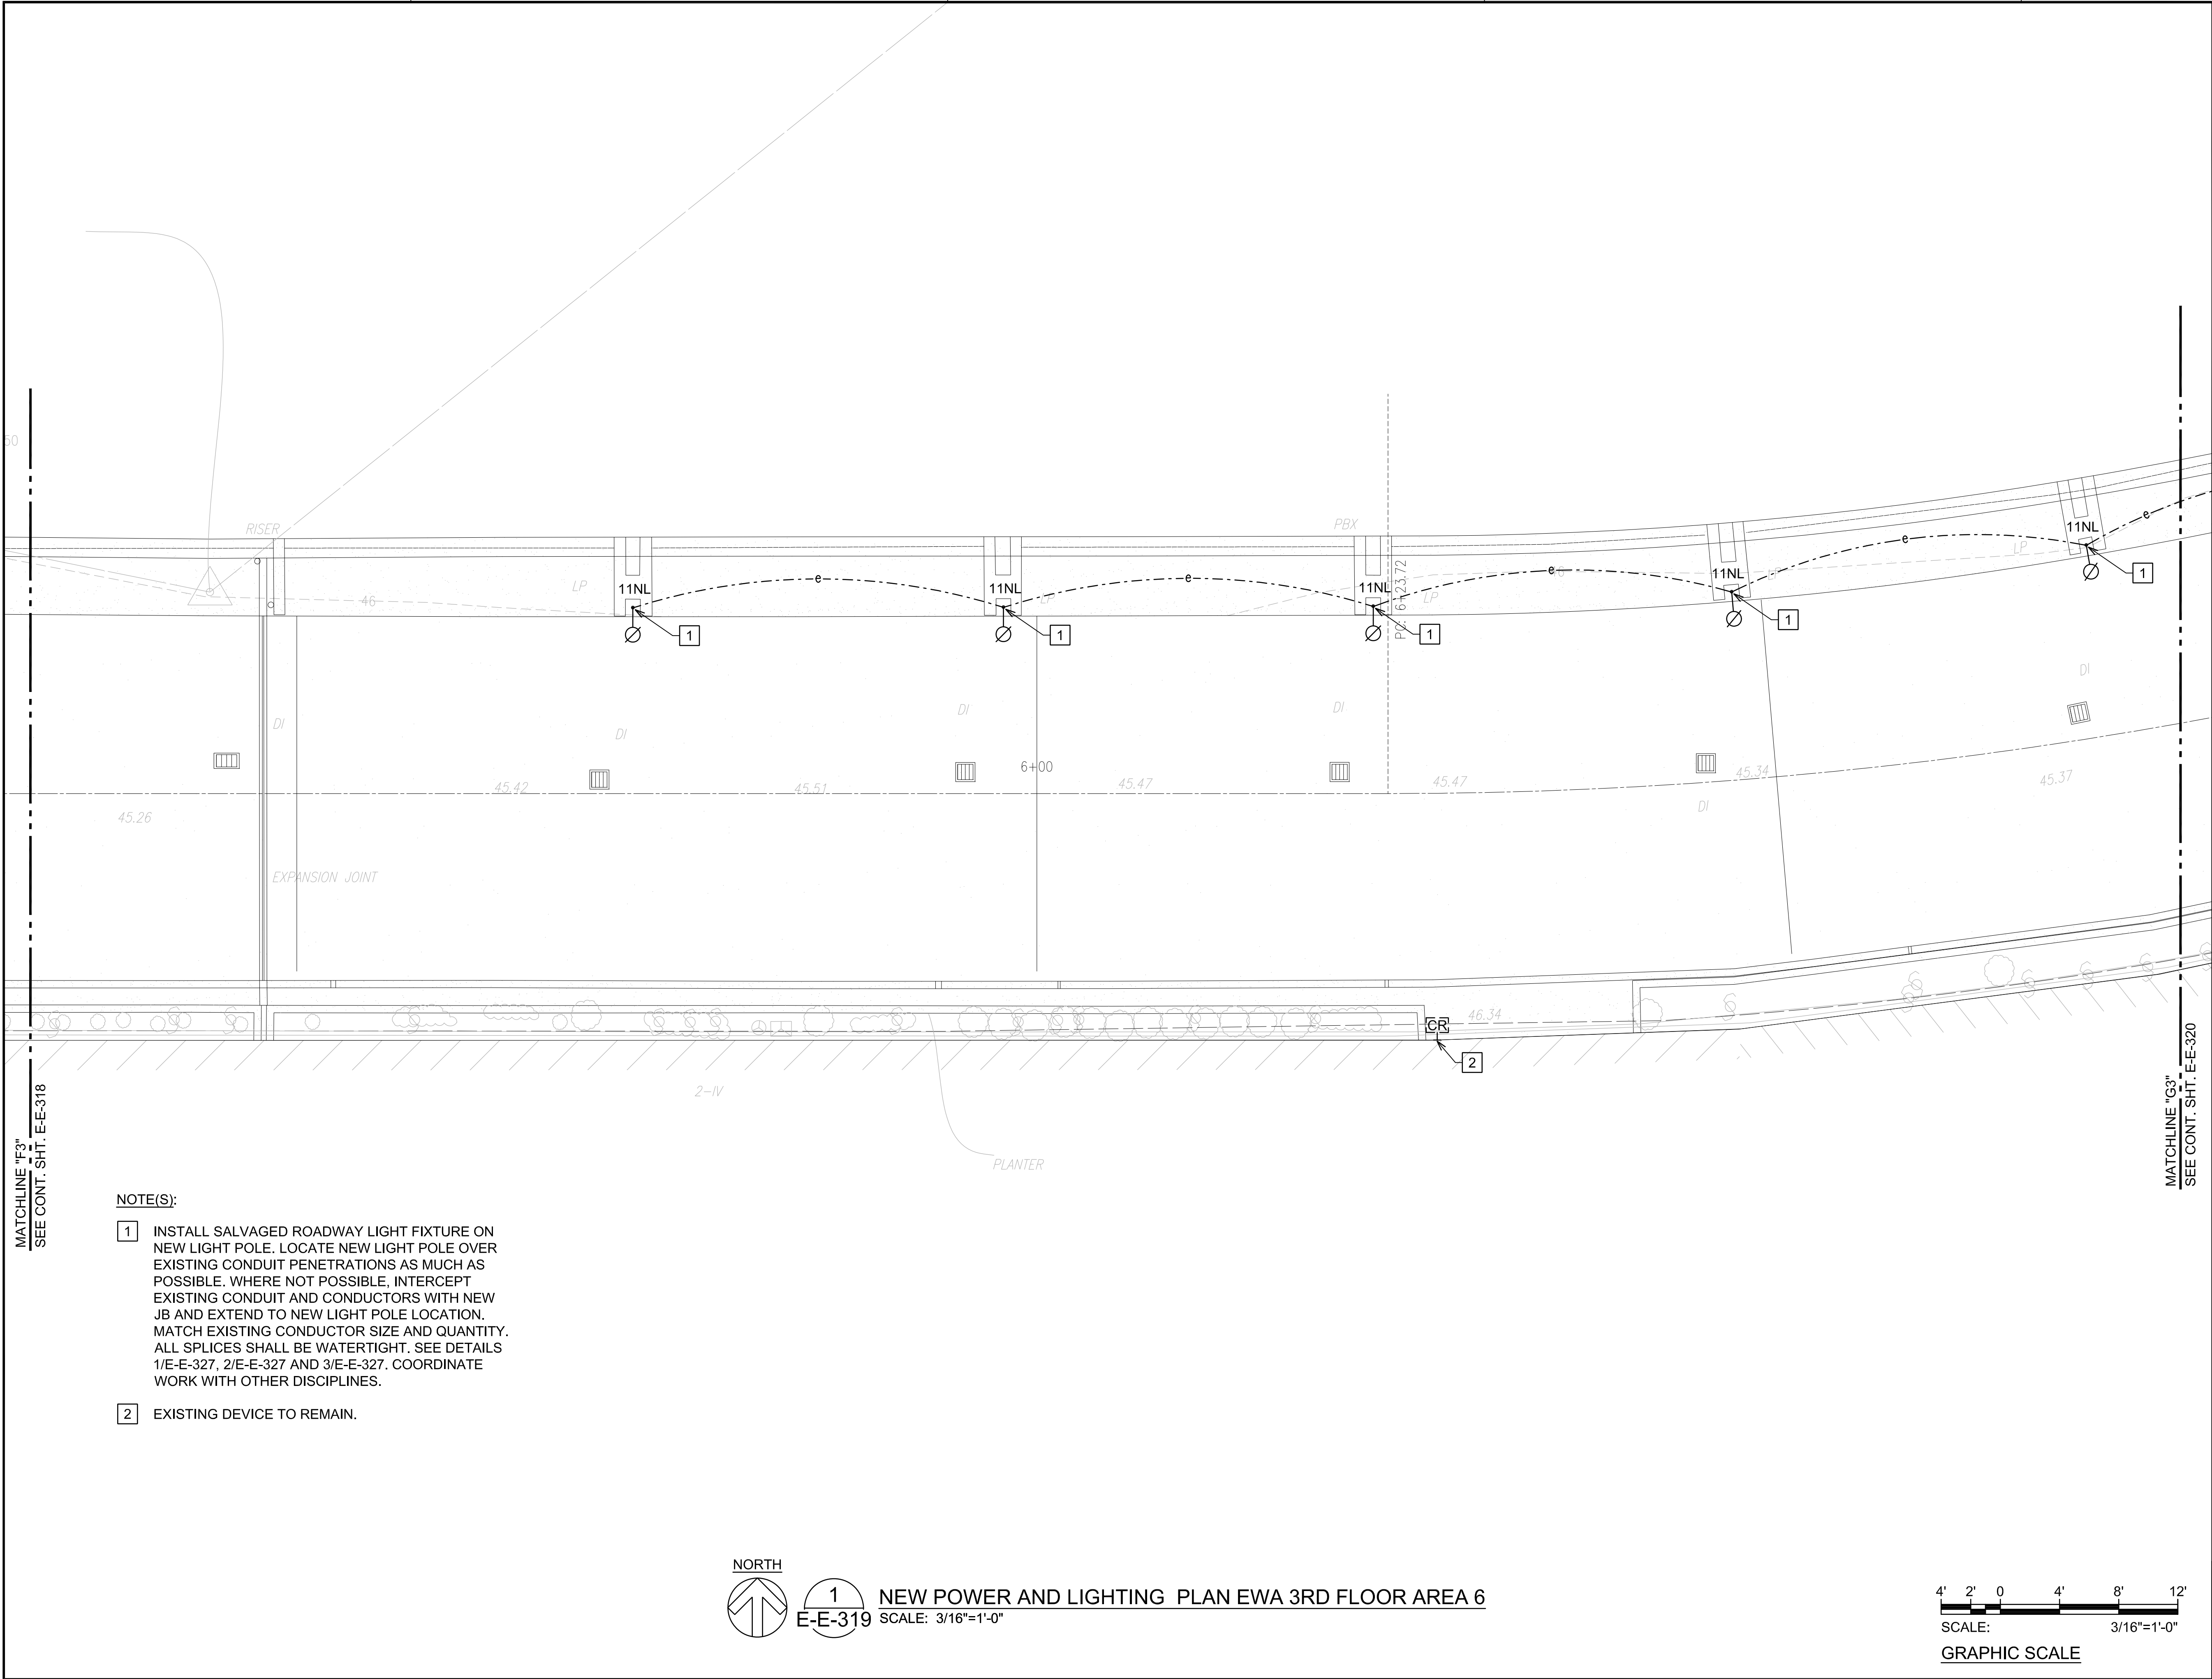 50
RISER
PBX
11NL
e
LP
46
11NL
LP
e
11NL
LP
11NL
e
46
11NL
LP
e
LP
e
11NL
1
1
1
1
1
PC: 6+23.72
DI
DI
DI
DI
DI
DI
6+00
45.26
45.42
45.51
45.47
45.47
45.34
45.37
EXPANSION JOINT
46.34
CR
2
2-IV
PLANTER
MATCHLINE "F3"
SEE CONT. SHT. E-E-318
MATCHLINE "G3"
SEE CONT. SHT. E-E-320
NOTE(S):
1 INSTALL SALVAGED ROADWAY LIGHT FIXTURE ON
NEW LIGHT POLE. LOCATE NEW LIGHT POLE OVER
EXISTING CONDUIT PENETRATIONS AS MUCH AS
POSSIBLE. WHERE NOT POSSIBLE, INTERCEPT
EXISTING CONDUIT AND CONDUCTORS WITH NEW
JB AND EXTEND TO NEW LIGHT POLE LOCATION.
MATCH EXISTING CONDUCTOR SIZE AND QUANTITY.
ALL SPLICES SHALL BE WATERTIGHT. SEE DETAILS
1/E-E-327, 2/E-E-327 AND 3/E-E-327. COORDINATE
WORK WITH OTHER DISCIPLINES.
2 EXISTING DEVICE TO REMAIN.
NORTH
1
E-E-319
NEW POWER AND LIGHTING PLAN EWA 3RD FLOOR AREA 6
SCALE: 3/16"=1'-0"
4' 2' 0 4' 8' 12'
SCALE: 3/16"=1'-0"
GRAPHIC SCALE